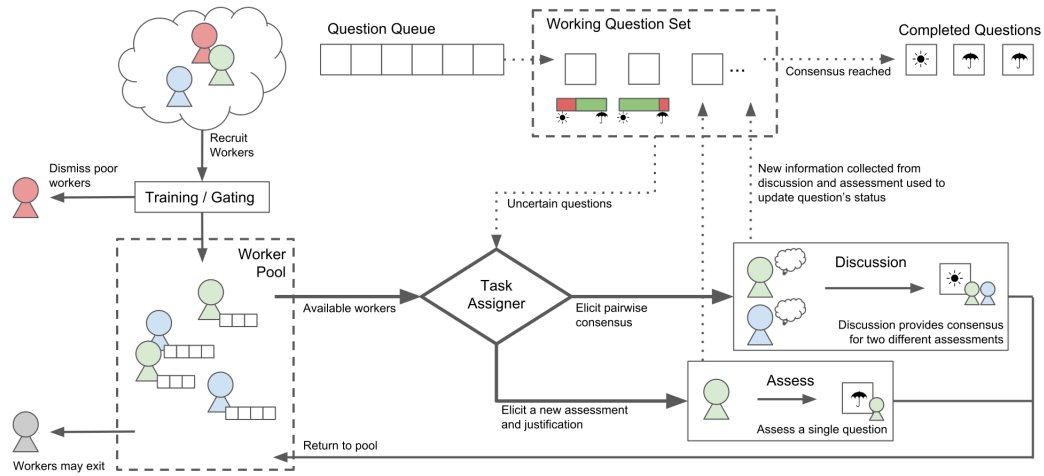 Question Queue
Working Question Set
Completed Questions
...
Consensus reached
Recruit
Workers
Dismiss poor
workers
Training / Gating
New information collected from
discussion and assessment used to
update question's status
Uncertain questions
Worker
Pool
Task
Assigner
Available workers
Elicit pairwise
consensus
Discussion
Discussion provides consensus
for two different assessments
Assess
Assess a single question
Elicit a new assessment
and justification
Return to pool
Workers may exit